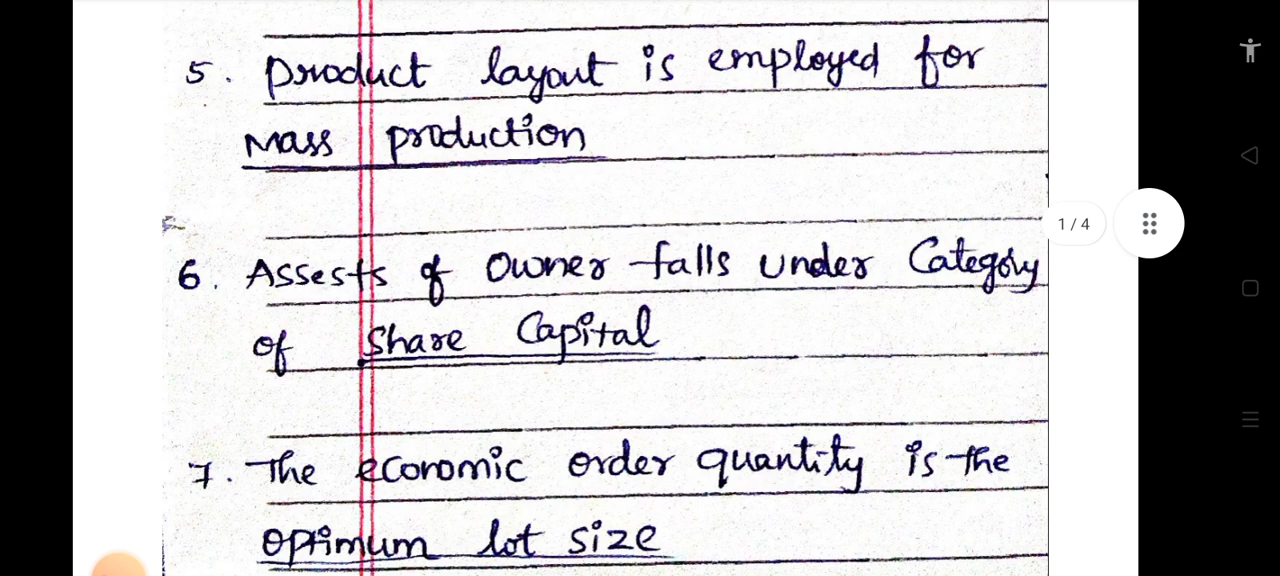 5. product layout is employed for
Mass production
6. Assests of Owner falls under Category
of Share Capital
1 / 4
7. The economic order quantity is the
optimum lot size